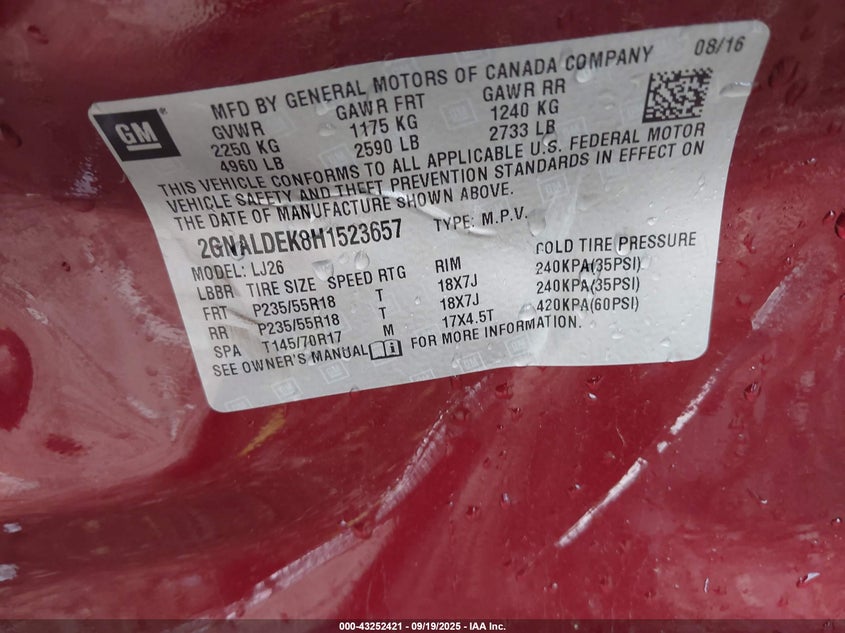 MFD BY GENERAL MOTORS OF CANADA COMPANY 08/16
GM
GVWR GAWR FRT GAWR RR
2250 KG 1175 KG 1240 KG
4960 LB 2590 LB 2733 LB
THIS VEHICLE CONFORMS TO ALL APPLICABLE U.S. FEDERAL MOTOR
VEHICLE SAFETY AND THEFT PREVENTION STANDARDS IN EFFECT ON
THE DATE OF MANUFACTURE SHOWN ABOVE.
2GNALDEK8H1523657 TYPE: M.P.V.
MODEL: LJ26 COLD TIRE PRESSURE
LBBR TIRE SIZE SPEED RTG RIM
FRT P235/55R18 T 18X7J 240KPA(35PSI)
RR P235/55R18 T 18X7J 240KPA(35PSI)
SPA T145/70R17 M 17X4.5T 420KPA(60PSI)
SEE OWNER'S MANUAL FOR MORE INFORMATION.
000-43252421 - 09/19/2025 - IAA Inc.